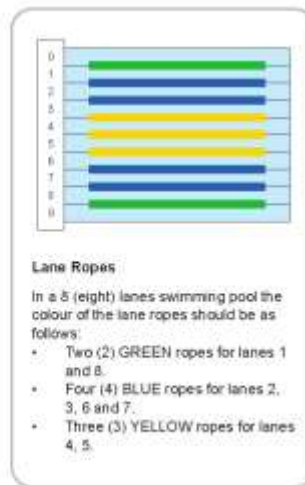 0
1
2
3
4
5
6
7
8
9
Lane Ropes
In a 8 (eight) lanes swimming pool the
colour of the lane ropes should be as
follows:
• Two (2) GREEN ropes for lanes 1
and 8.
• Four (4) BLUE ropes for lanes 2,
3, 6 and 7.
• Three (3) YELLOW ropes for lanes
4, 5.